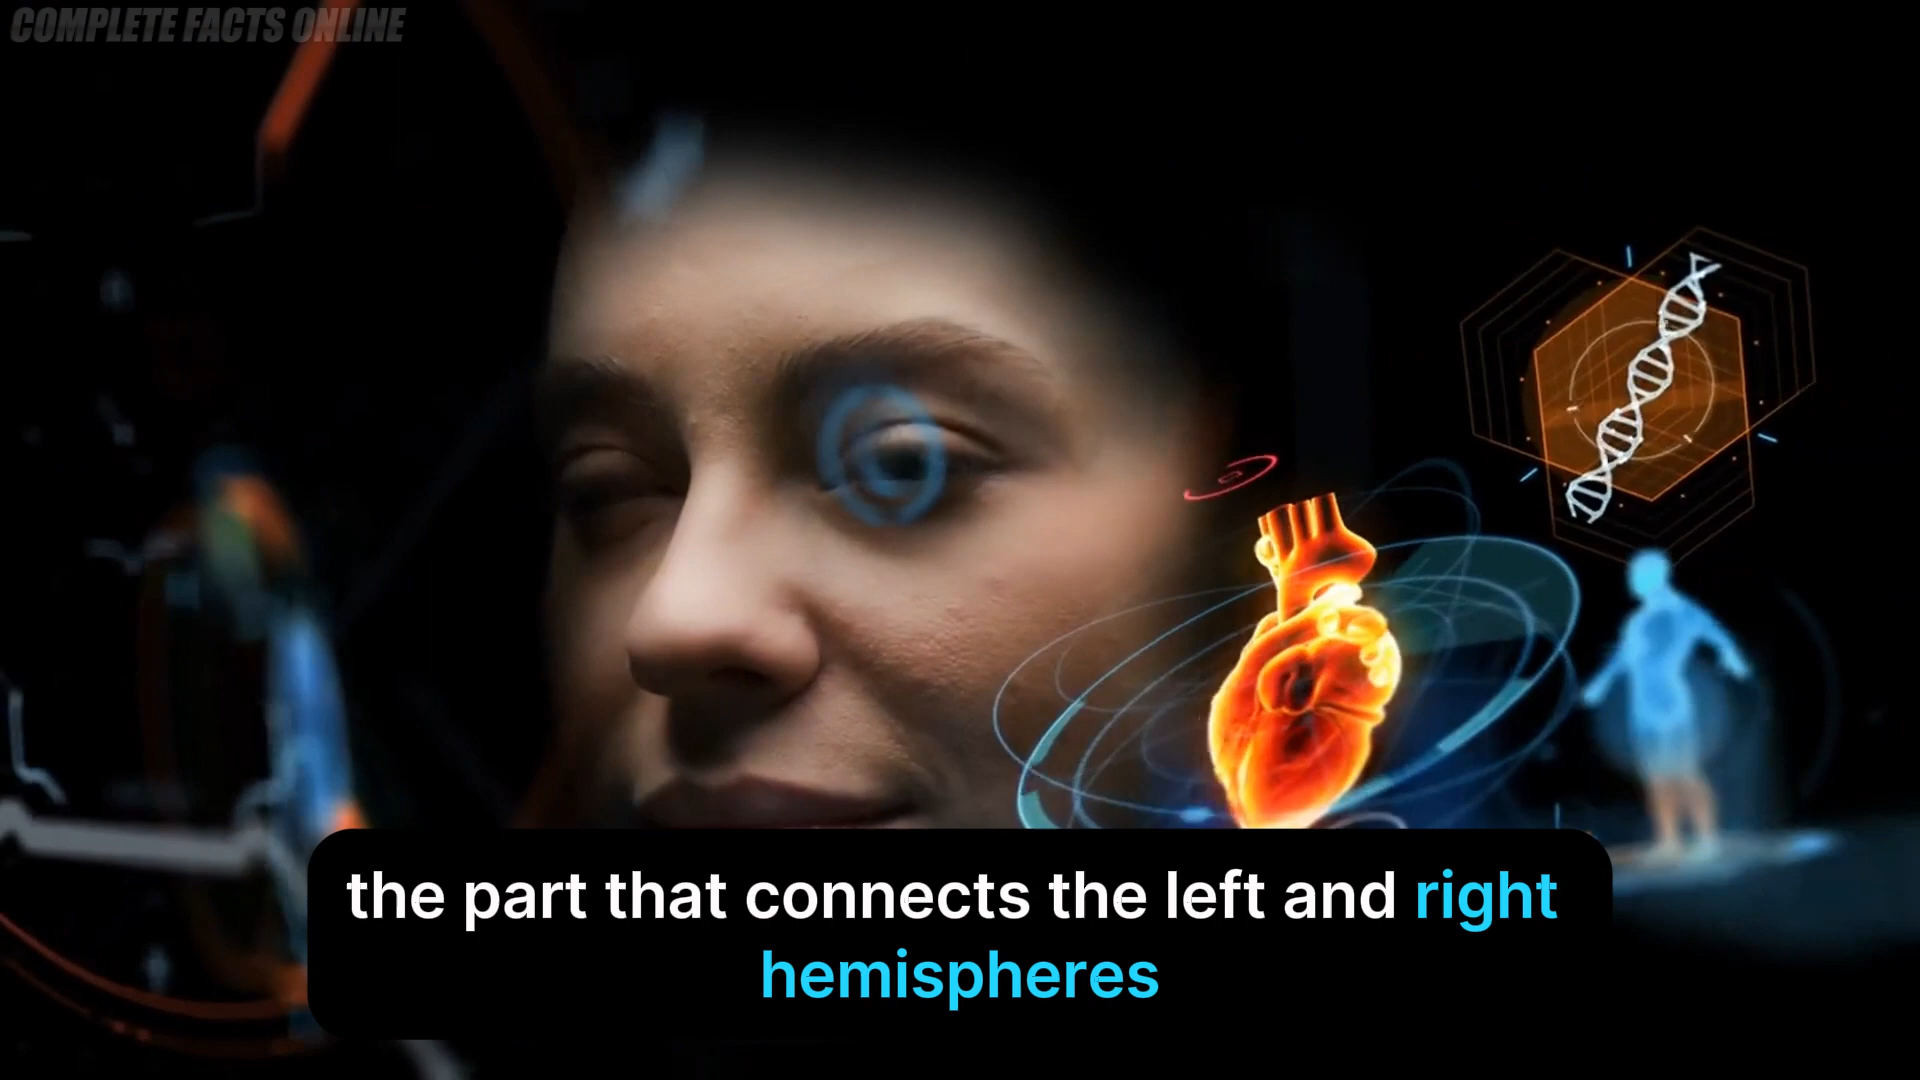 COMPLETE FACTS ONLINE
the part that connects the left and right
hemispheres